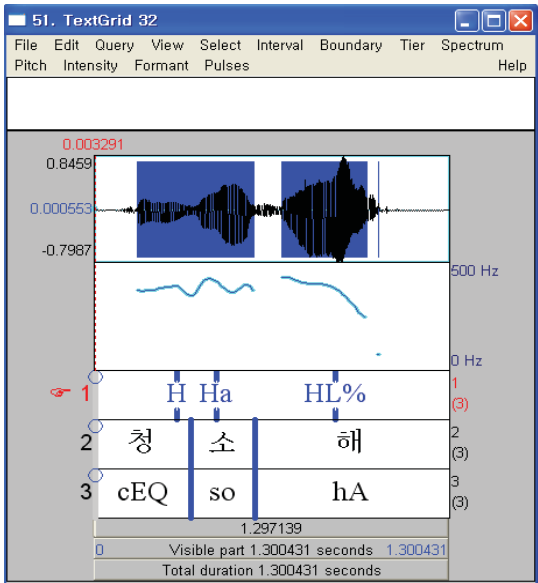 51. TextGrid 32
File Edit Query View Select Interval Boundary Tier Spectrum
Pitch Intensity Formant Pulses Help
0.003291
0.8459
0.000553
-0.7987
500 Hz
0 Hz
☞ 1 H Ha HL% 1 (3)
2 청 소 해 2 (3)
3 cEQ so hA 3 (3)
1.297139
0 Visible part 1.300431 seconds 1.300431
Total duration 1.300431 seconds